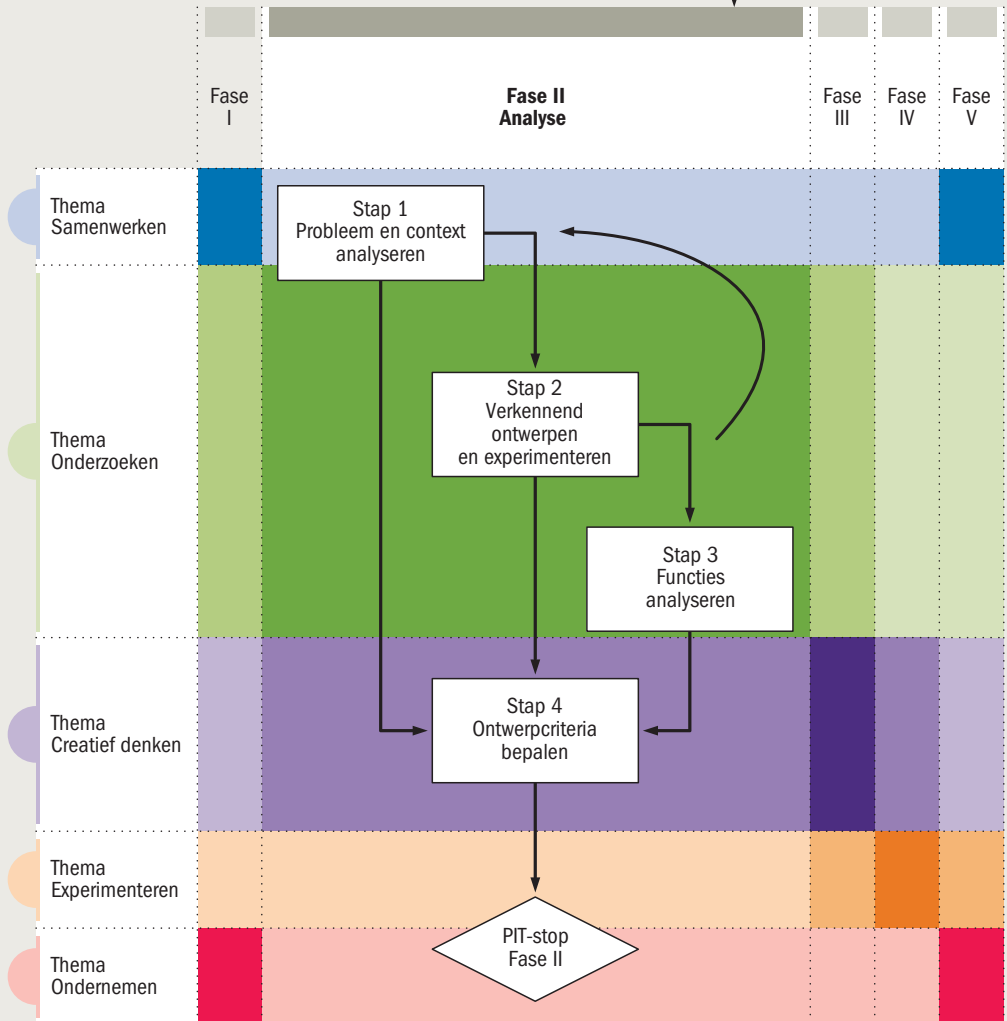 Fase
I
Fase II
Analyse
Fase
III
Fase
IV
Fase
V
Thema
Samenwerken
Stap 1
Probleem en context
analyseren
Thema
Onderzoeken
Stap 2
Verkennend
ontwerpen
en experimenteren
Stap 3
Functies
analyseren
Thema
Creatief denken
Stap 4
Ontwerpcriteria
bepalen
Thema
Experimenteren
PIT-stop
Fase II
Thema
Ondernemen